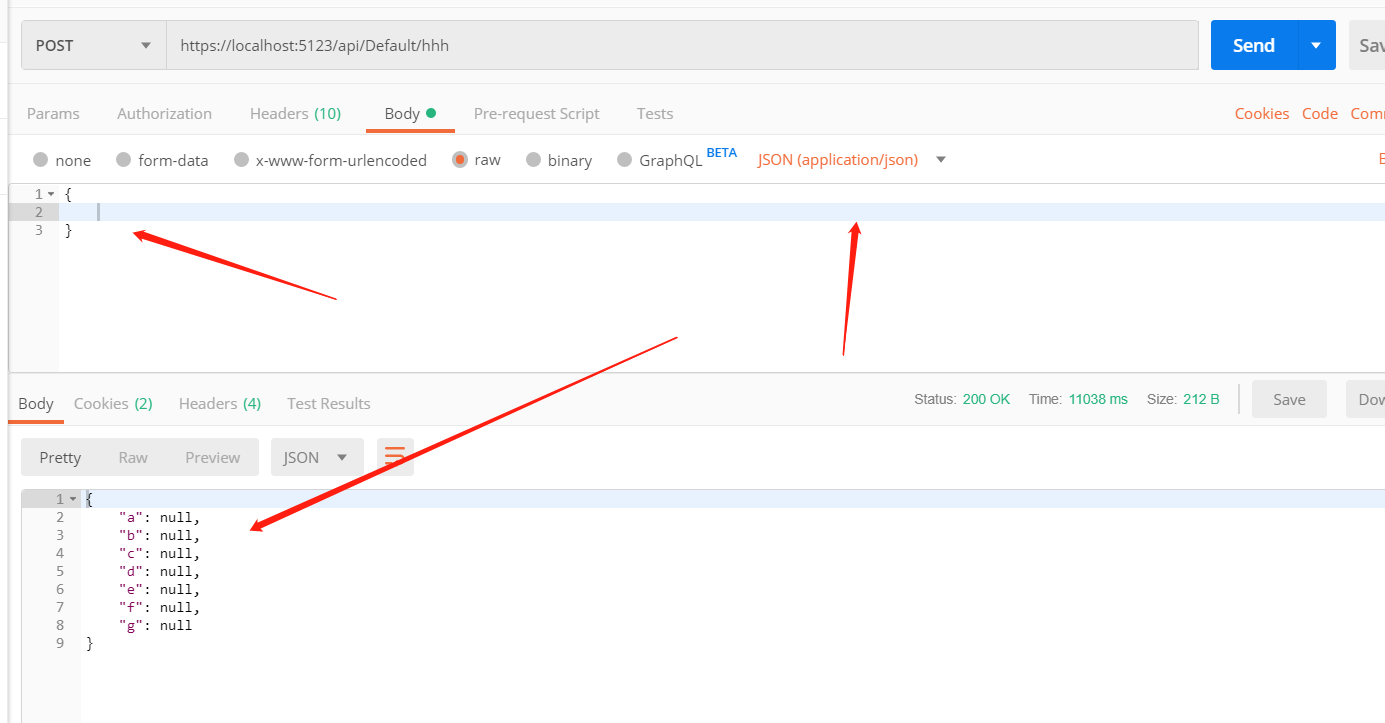 POST https://localhost:5123/api/Default/hhh Send
Params Authorization Headers (10) Body Pre-request Script Tests Cookies Code
none form-data x-www-form-urlencoded raw binary GraphQL BETA JSON (application/json)
1 {
2
3 }
Body Cookies (2) Headers (4) Test Results Status: 200 OK Time: 11038 ms Size: 212 B Save
Pretty Raw Preview JSON
1 {
2 "a": null,
3 "b": null,
4 "c": null,
5 "d": null,
6 "e": null,
7 "f": null,
8 "g": null
9 }